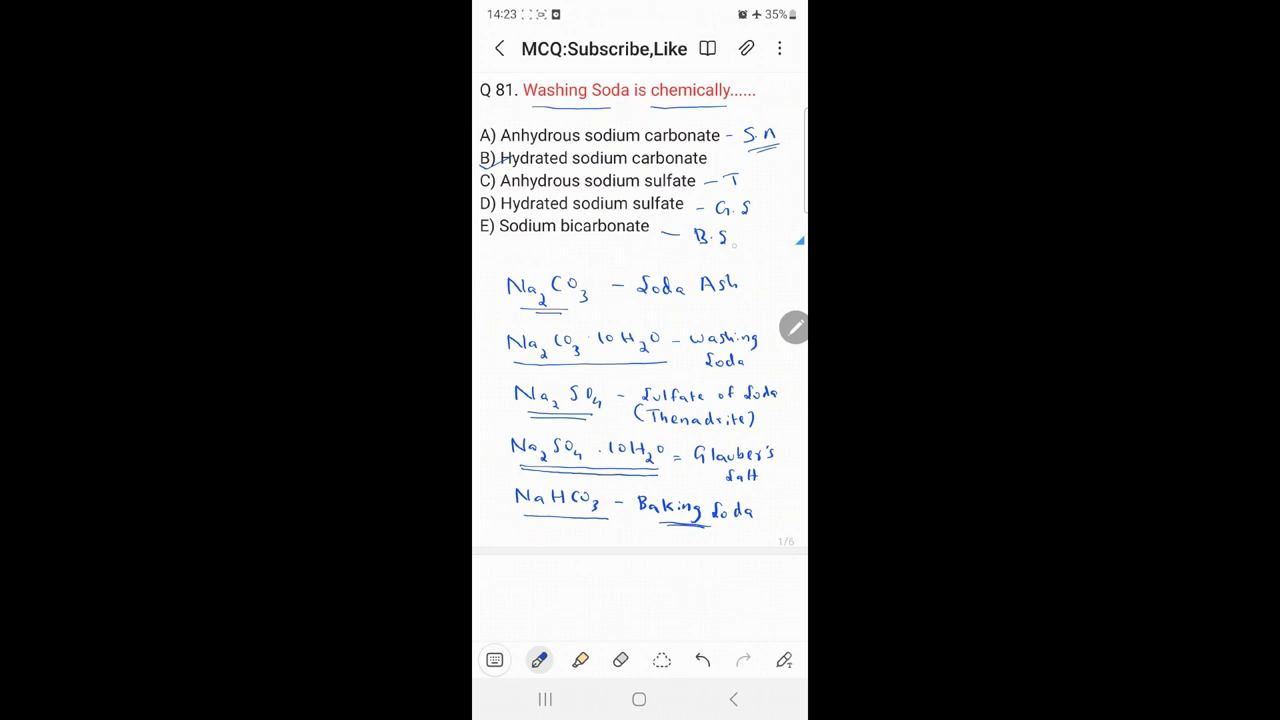 14:23 35%
MCQ:Subscribe,Like
Q 81. Washing Soda is chemically......
A) Anhydrous sodium carbonate - S.A
B) Hydrated sodium carbonate
C) Anhydrous sodium sulfate - T
D) Hydrated sodium sulfate - G.S
E) Sodium bicarbonate - B.S
Na₂CO₃ - Soda Ash
Na₂CO₃·10H₂O - Washing
Soda
Na₂SO₄ - Sulfate of Soda
(Thenadrite)
Na₂SO₄.10H₂O = Glauber's
Salt
NaHCO₃ - Baking Soda
1/6